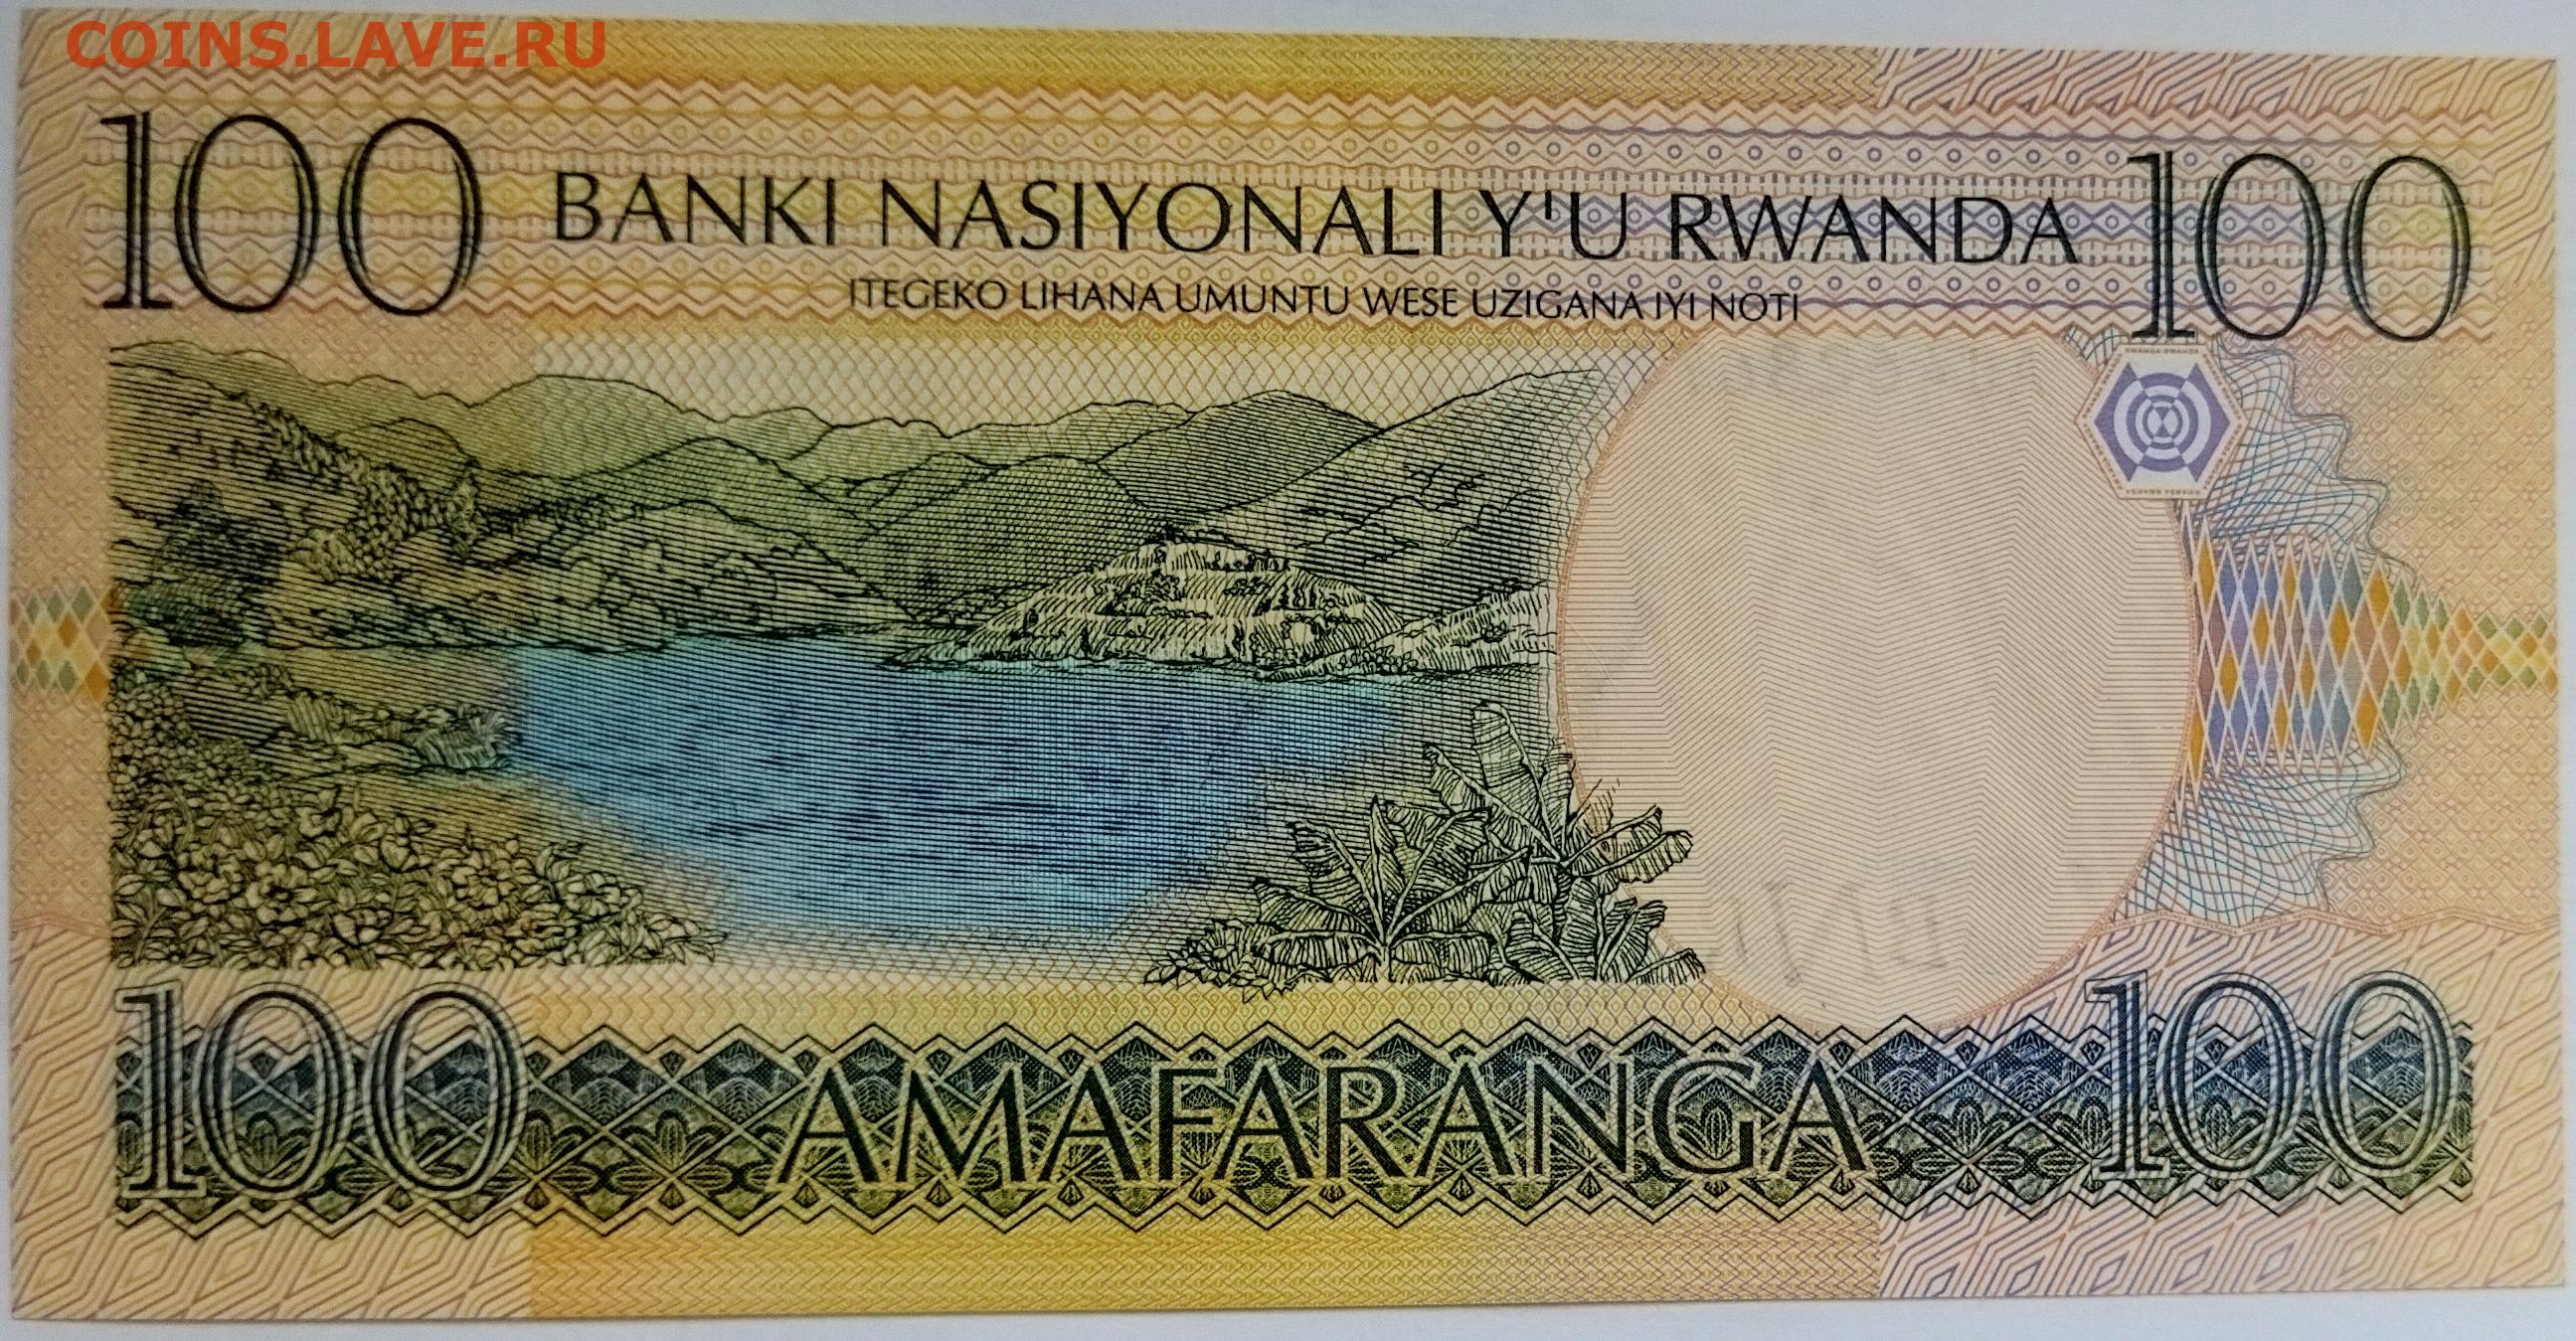 COINS.LAVE.RU
100 BANKI NASIYONALI Y'U RWANDA 100
ITEGEKO LIHANA UMUNTU WESE UZIGANA IYI NOTI
100 AMAFARANGA 100